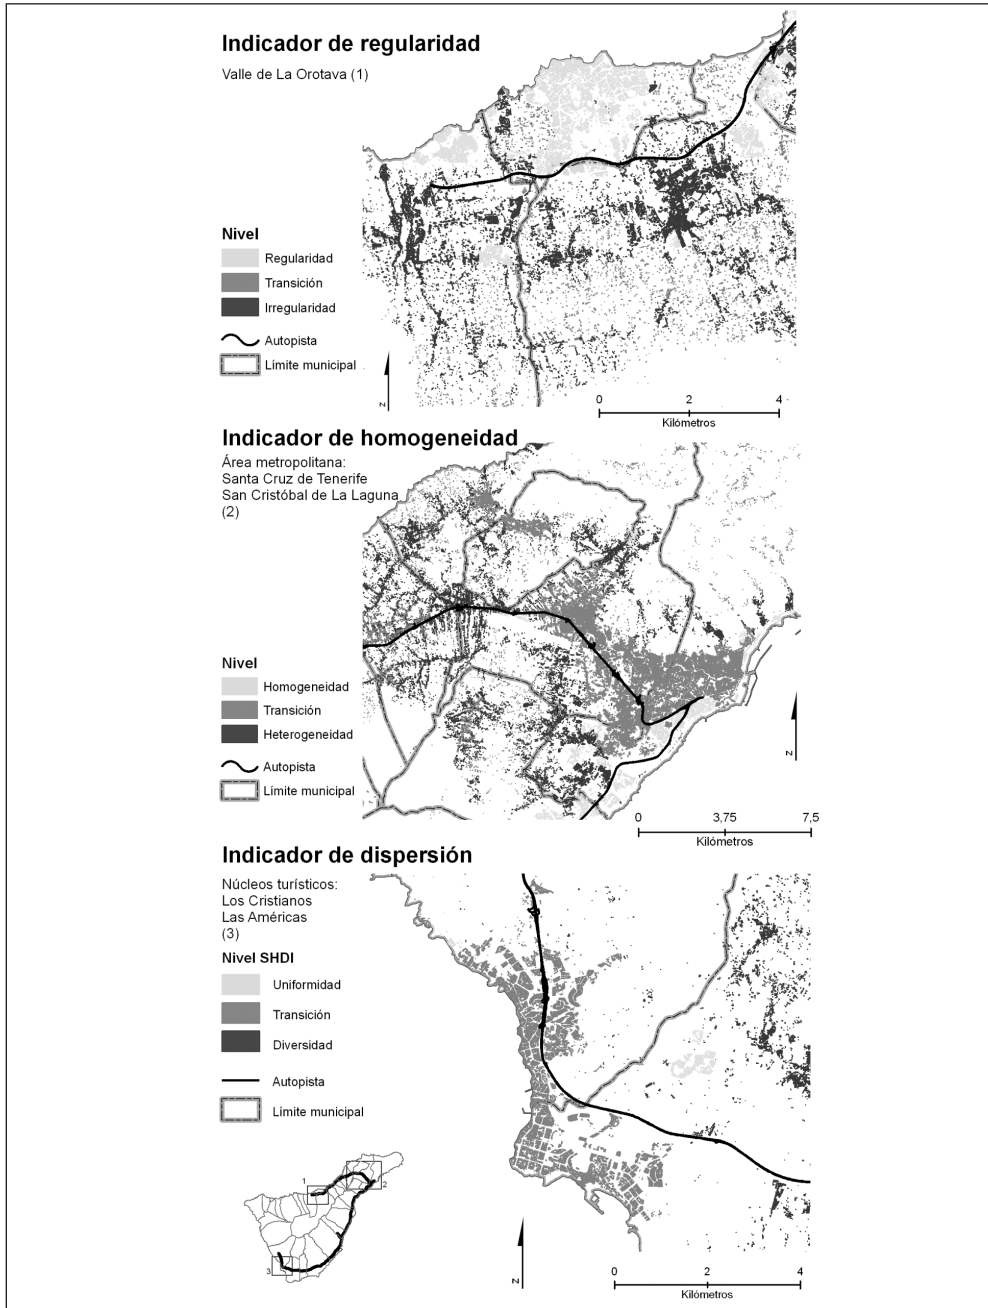 Indicador de regularidad
Valle de La Orotava (1)
Nivel
Regularidad
Transición
Irregularidad
Autopista
Límite municipal
N
0 2 4
Kilómetros
Indicador de homogeneidad
Área metropolitana:
Santa Cruz de Tenerife
San Cristóbal de La Laguna
(2)
Nivel
Homogeneidad
Transición
Heterogeneidad
Autopista
Límite municipal
N
0 3,75 7,5
Kilómetros
Indicador de dispersión
Núcleos turísticos:
Los Cristianos
Las Américas
(3)
Nivel SHDI
Uniformidad
Transición
Diversidad
Autopista
Límite municipal
1
2
3
N
0 2 4
Kilómetros